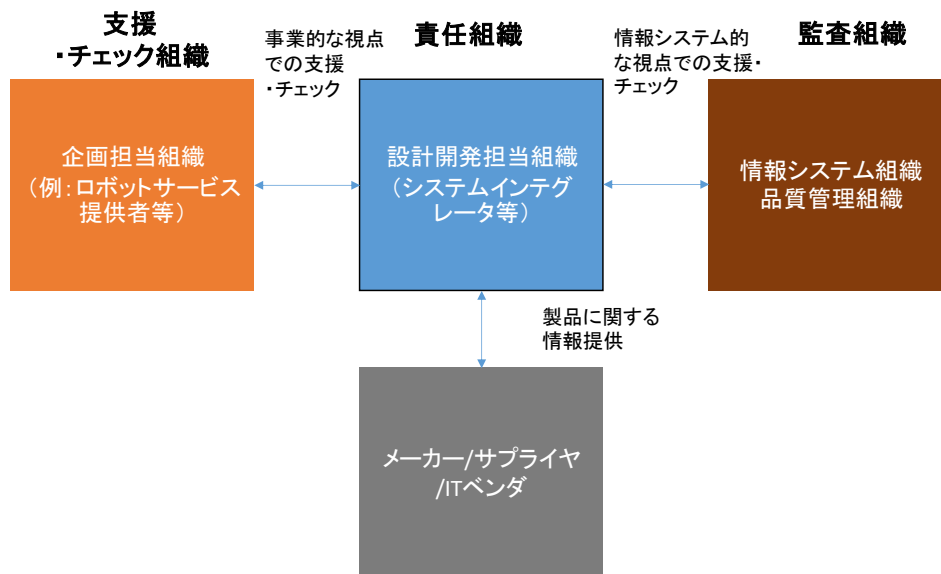 支援
・チェック組織
事業的な視点
での支援
・チェック
責任組織
情報システム的
な視点での支援・
チェック
監査組織
企画担当組織
（例：ロボットサービス
提供者等）
設計開発担当組織
（システムインテグ
レータ等）
情報システム組織
品質管理組織
製品に関する
情報提供
メーカー/サプライヤ
/ITベンダ